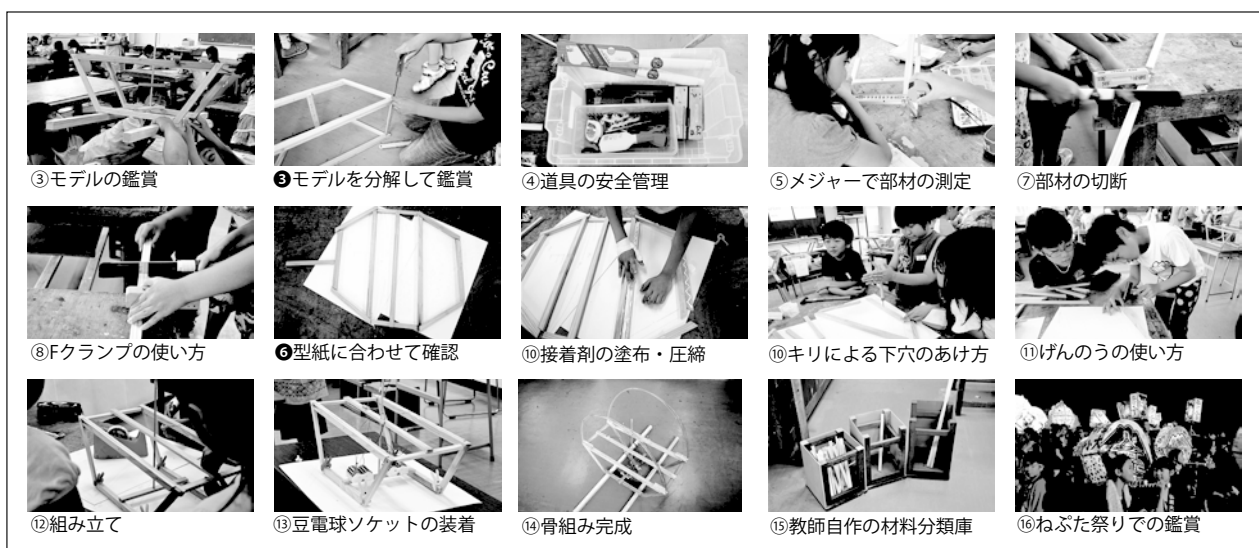 ③モデルの鑑賞
❸モデルを分解して鑑賞
④道具の安全管理
⑤メジャーで部材の測定
⑦部材の切断
⑧Fクランプの使い方
❻型紙に合わせて確認
⑩接着剤の塗布・圧締
⑩キリによる下穴のあけ方
⑪げんのうの使い方
⑫組み立て
⑬豆電球ソケットの装着
⑭骨組み完成
⑮教師自作の材料分類庫
⑯ねぷた祭りでの鑑賞